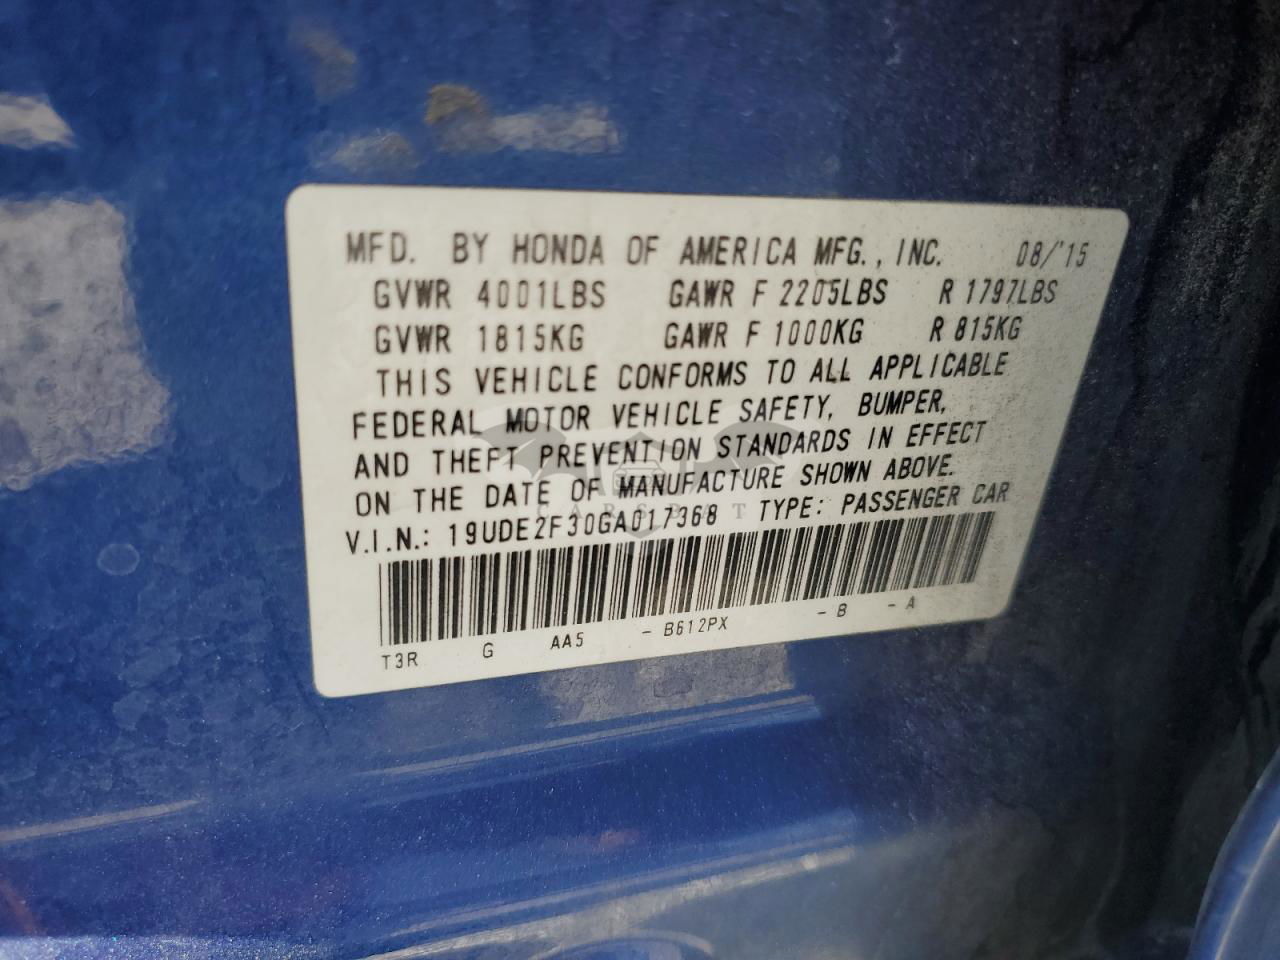 MFD. BY HONDA OF AMERICA MFG., INC. 08/'15
GVWR 4001LBS GAWR F 2205LBS R 1797LBS
GVWR 1815KG GAWR F 1000KG R 815KG
THIS VEHICLE CONFORMS TO ALL APPLICABLE
FEDERAL MOTOR VEHICLE SAFETY, BUMPER,
AND THEFT PREVENTION STANDARDS IN EFFECT
ON THE DATE OF MANUFACTURE SHOWN ABOVE.
CARSBAT
V.I.N.: 19UDE2F30GA017368 TYPE: PASSENGER CAR
T3R G AA5 - B612PX - B - A